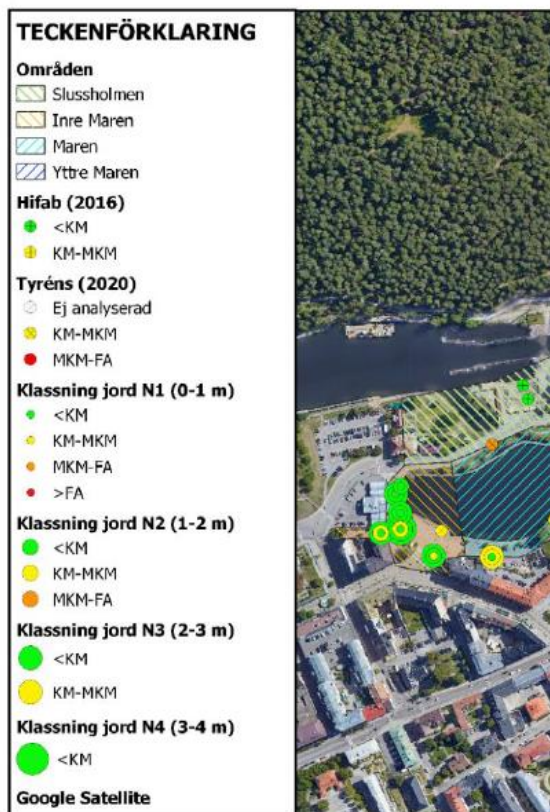 TECKENFÖRKLARING
Områden
Slussholmen
Inre Maren
Maren
Yttre Maren
Hifab (2016)
<KM
KM-MKM
Tyréns (2020)
Ej analyserad
KM-MKM
MKM-FA
Klassning jord N1 (0-1 m)
<KM
KM-MKM
MKM-FA
>FA
Klassning jord N2 (1-2 m)
<KM
KM-MKM
MKM-FA
Klassning jord N3 (2-3 m)
<KM
KM-MKM
Klassning jord N4 (3-4 m)
<KM
Google Satellite